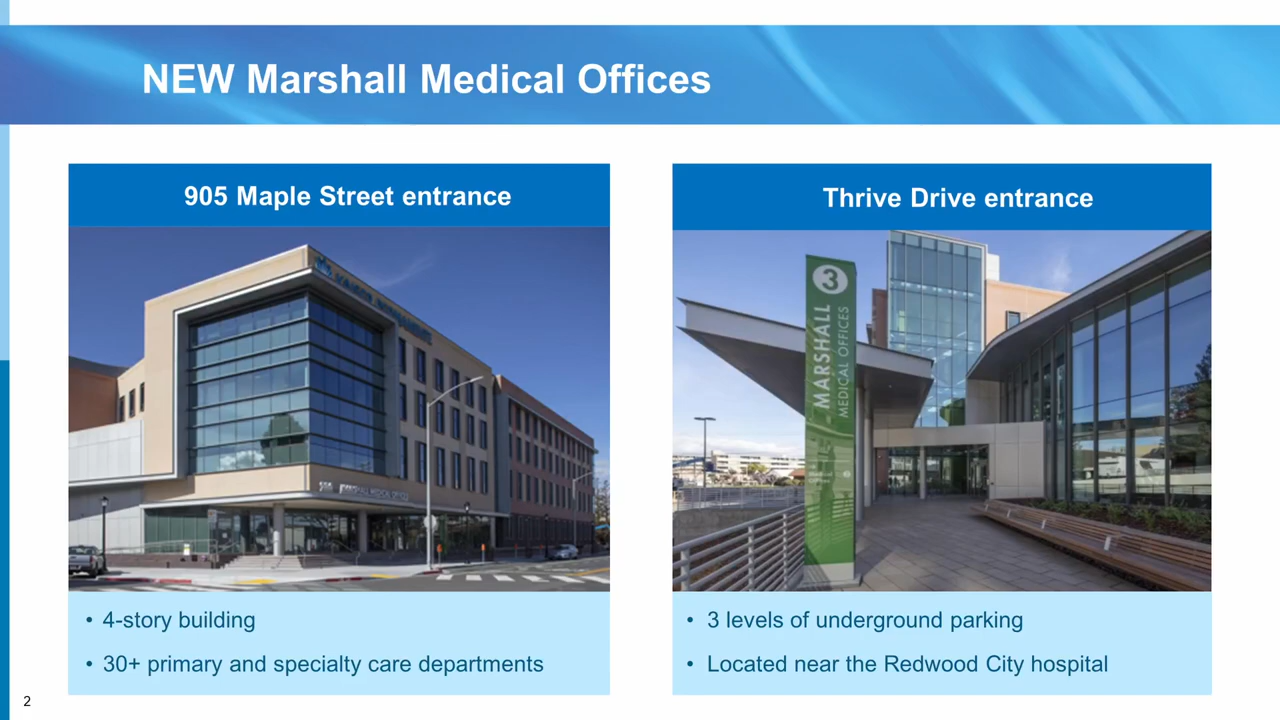 NEW Marshall Medical Offices
905 Maple Street entrance
• 4-story building
• 30+ primary and specialty care departments
Thrive Drive entrance
3
MARSHALL
MEDICAL OFFICES
• 3 levels of underground parking
• Located near the Redwood City hospital
2